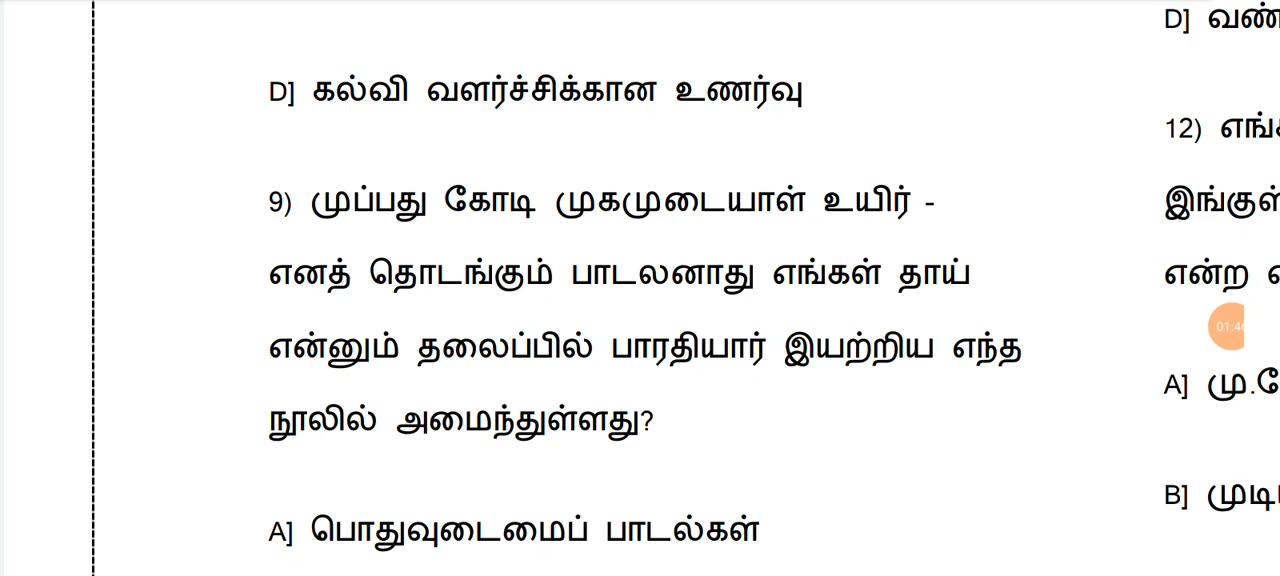 D] கல்வி வளர்ச்சிக்கான உணர்வு
9) முப்பது கோடி முகமுடையாள் உயிர் -
எனத் தொடங்கும் பாடலனாது எங்கள் தாய்
என்னும் தலைப்பில் பாரதியார் இயற்றிய எந்த
நூலில் அமைந்துள்ளது?
A] பொதுவுடைமைப் பாடல்கள்
D]
12)
என்ற
A]
B]